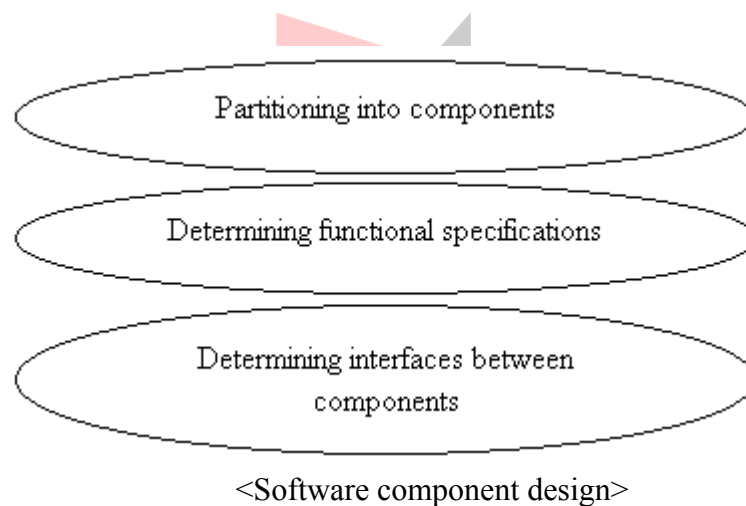 Partitioning into components
Determining functional specifications
Determining interfaces between
components
<Software component design>